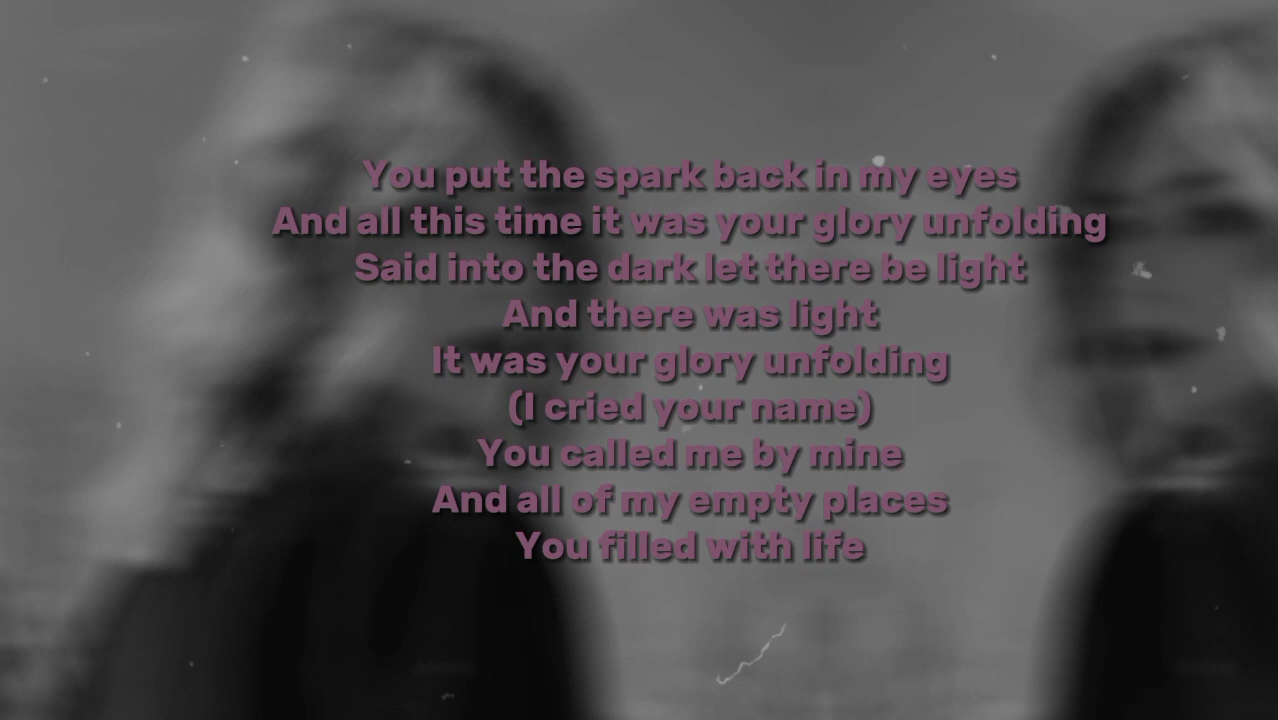 You put the spark back in my eyes
And all this time it was your glory unfolding
Said into the dark let there be light
And there was light
It was your glory unfolding
(I cried your name)
You called me by mine
And all of my empty places
You filled with life